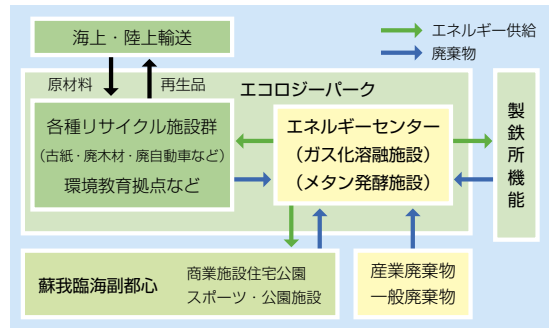 海上・陸上輸送
エネルギー供給
廃棄物
原材料
再生品
エコロジーパーク
各種リサイクル施設群
（古紙・廃木材・廃自動車など）
環境教育拠点など
エネルギーセンター
（ガス化溶融施設）
（メタン発酵施設）
製鉄所機能
蘇我臨海副都心
商業施設住宅公園
スポーツ・公園施設
産業廃棄物
一般廃棄物